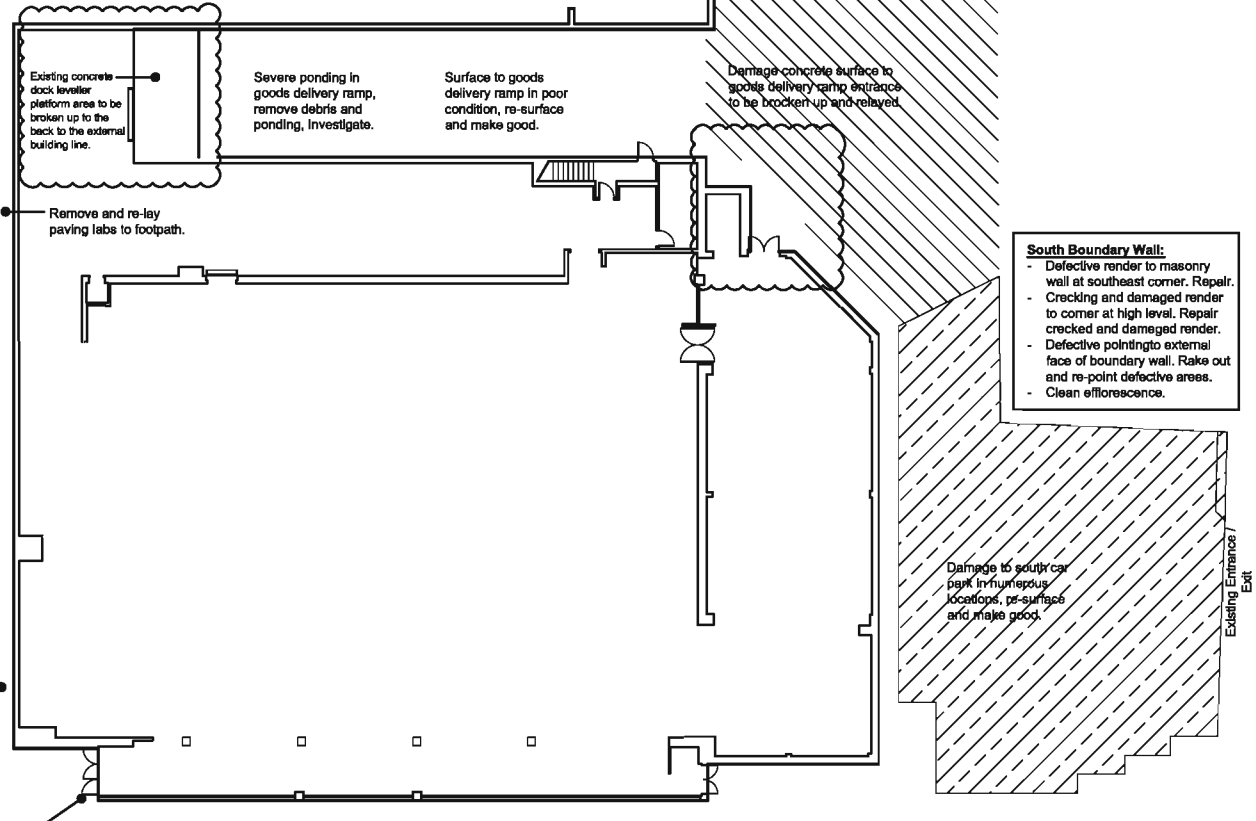 Existing concrete
dock leveller
platform area to be
broken up to the
back to the external
building line.
Severe ponding in
goods delivery ramp,
remove debris and
ponding, investigate.
Surface to goods
delivery ramp in poor
condition, re-surface
and make good.
Damage concrete surface to
goods delivery ramp entrance
to be brocken up and relayed.
Remove and re-lay
paving labs to footpath.
South Boundary Wall:
- Defective render to masonry
wall at southeast corner. Repair.
- Crecking and damaged render
to corner at high level. Repair
crecked and damaged render.
- Defective pointingto external
face of boundary wall. Rake out
and re-point defective areas.
- Clean efflorescence.
Damage to south car
park in numerous
locations, re-surface
and make good.
Existing Entrance /
Exit